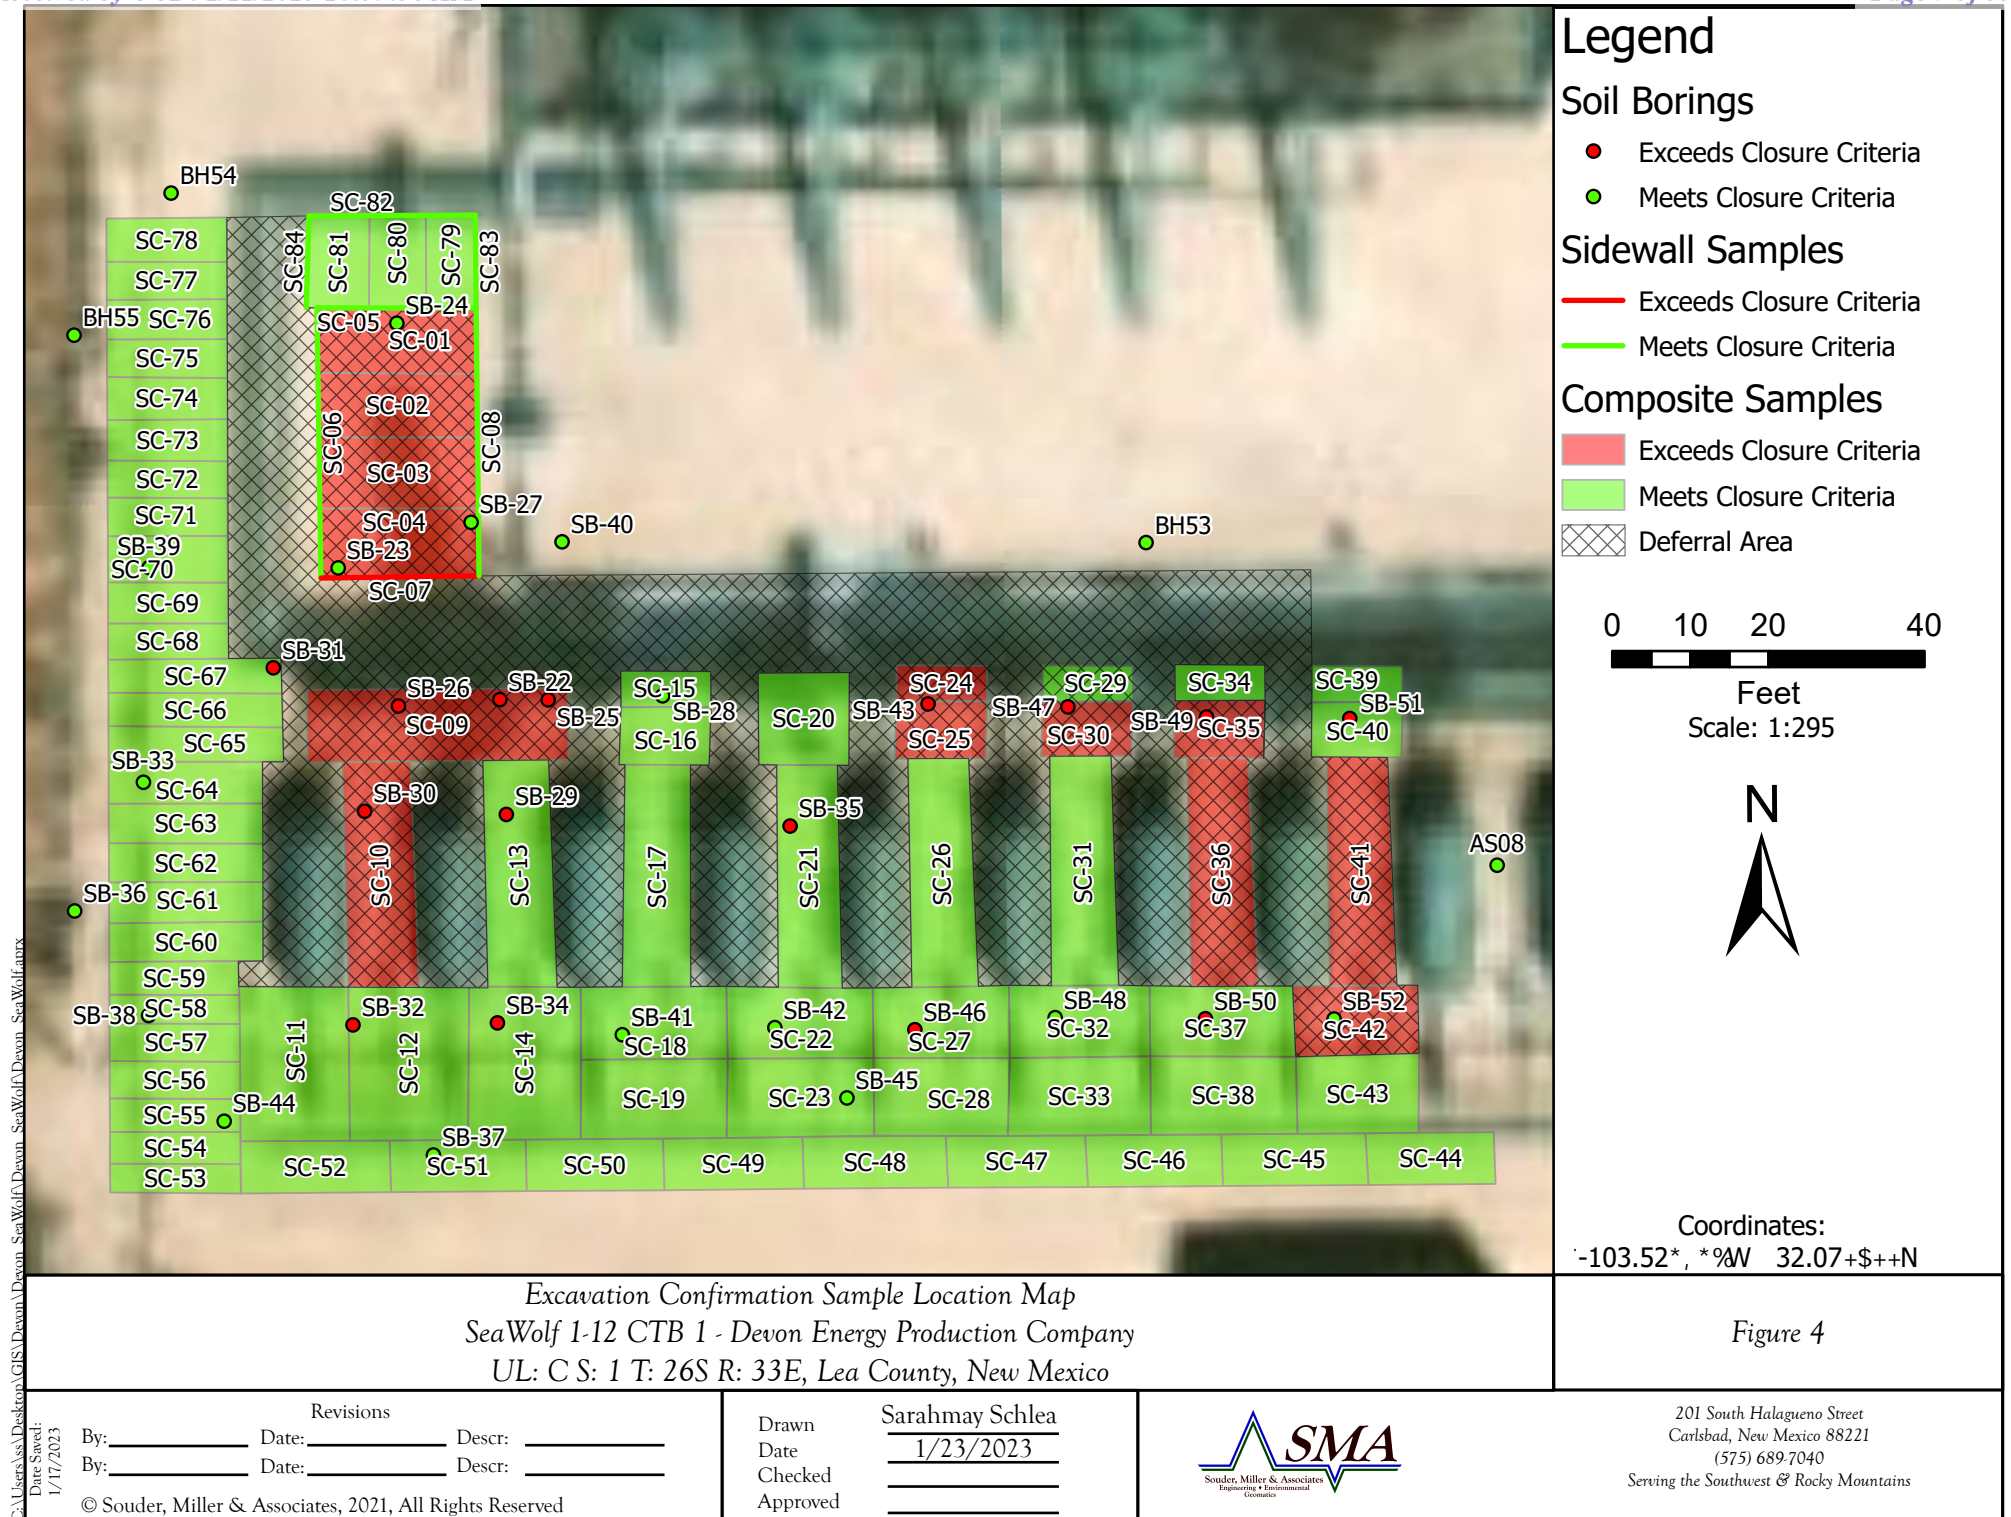 Legend
Soil Borings
Exceeds Closure Criteria
Meets Closure Criteria
Sidewall Samples
Exceeds Closure Criteria
Meets Closure Criteria
Composite Samples
Exceeds Closure Criteria
Meets Closure Criteria
Deferral Area
0 10 20 40
Feet
Scale: 1:295
N
Coordinates:
-103.52*, *%W 32.07+$++N
BH54
SC-82
SC-78
SC-84
SC-81
SC-80
SC-79
SC-83
SC-77
BH55
SC-76
SC-05
SB-24
SC-01
SC-75
SC-74
SC-02
SC-73
SC-06
SC-08
SC-72
SC-03
SC-71
SC-04
SB-27
SB-40
BH53
SB-39
SB-23
SC-70
SC-07
SC-69
SC-68
SB-31
SC-67
SB-26
SB-22
SC-15
SC-24
SC-29
SC-34
SC-39
SC-66
SC-09
SB-25
SB-28
SC-20
SB-43
SB-47
SB-49
SC-35
SB-51
SC-65
SC-16
SC-25
SC-30
SC-40
SB-33
SC-64
SB-30
SB-29
SB-35
SC-63
SC-62
SC-10
SC-13
SC-17
SC-21
SC-26
SC-31
SC-36
SC-41
AS08
SB-36
SC-61
SC-60
SC-59
SB-38
SC-58
SB-32
SB-34
SB-41
SB-42
SB-46
SB-48
SB-50
SB-52
SC-57
SC-11
SC-12
SC-14
SC-18
SC-22
SC-27
SC-32
SC-37
SC-42
SC-56
SC-19
SC-23
SB-45
SC-28
SC-33
SC-38
SC-43
SC-55
SB-44
SC-54
SB-37
SC-53
SC-52
SC-51
SC-50
SC-49
SC-48
SC-47
SC-46
SC-45
SC-44
Excavation Confirmation Sample Location Map
SeaWolf 1-12 CTB 1 - Devon Energy Production Company
UL: C S: 1 T: 26S R: 33E, Lea County, New Mexico
Figure 4
C:\Users\ss\Desktop\GIS\Devon\Devon_SeaWolf\Devon_SeaWolf\Devon_SeaWolf.aprx
Date Saved:
1/17/2023
Revisions
By: Date: Descr:
By: Date: Descr:
© Souder, Miller & Associates, 2021, All Rights Reserved
Drawn Sarahmay Schlea
Date 1/23/2023
Checked
Approved
SMA
Souder, Miller & Associates
Engineering • Environmental
Geomatics
201 South Halagueno Street
Carlsbad, New Mexico 88221
(575) 689-7040
Serving the Southwest & Rocky Mountains